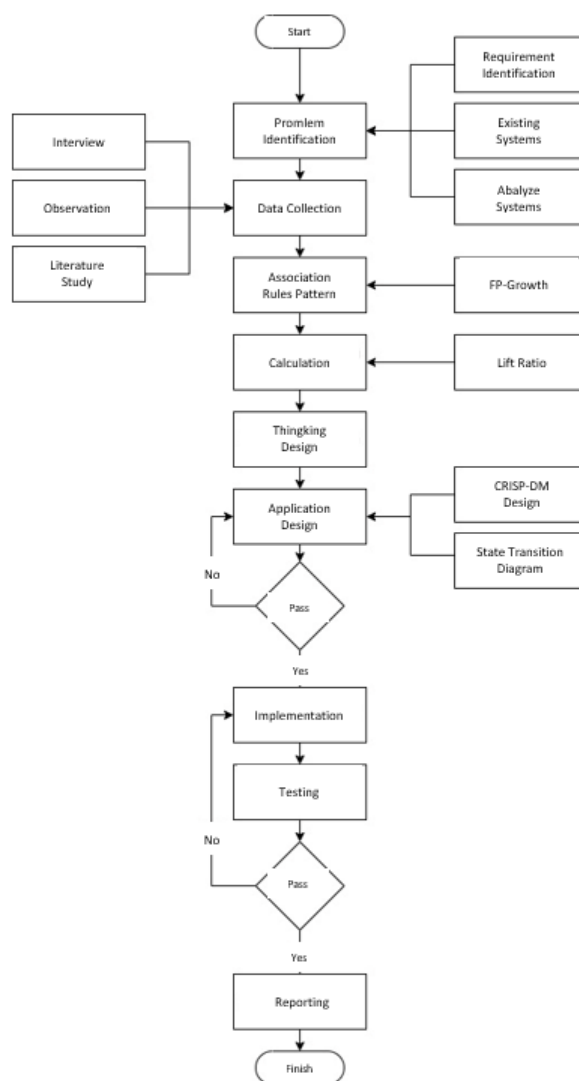 Start
Requirement
Identification
Promlem
Identification
Existing
Systems
Interview
Abalyze
Systems
Observation
Data Collection
Literature
Study
Association
Rules Pattern
FP-Growth
Calculation
Lift Ratio
Thingking
Design
CRISP-DM
Design
Application
Design
State Transition
Diagram
No
Pass
Yes
Implementation
Testing
No
Pass
Yes
Reporting
Finish